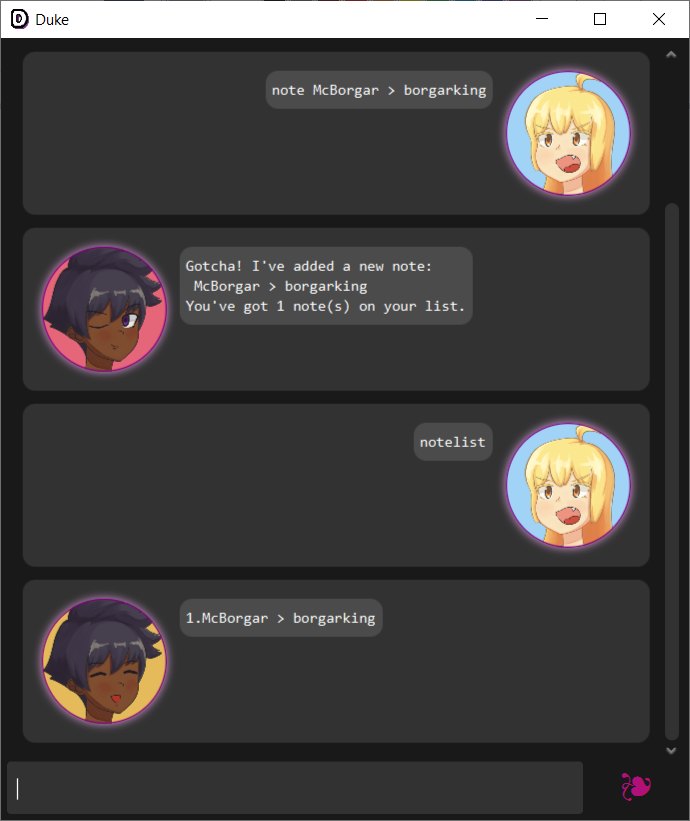 Duke
note McBorgar > borgarking
Gotcha! I've added a new note:
McBorgar > borgarking
You've got 1 note(s) on your list.
notelist
1.McBorgar > borgarking